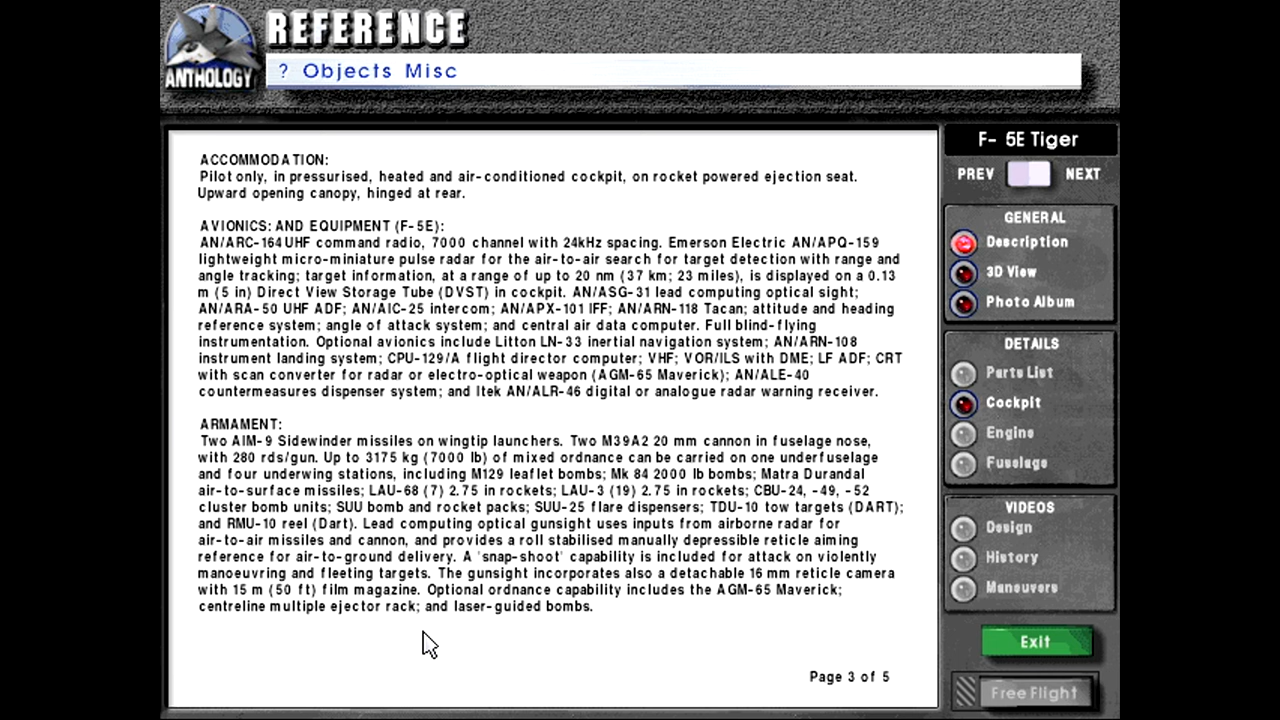 REFERENCE
ANTHOLOGY
? Objects Misc
ACCOMMODATION:
Pilot only, in pressurised, heated and air-conditioned cockpit, on rocket powered ejection seat.
Upward opening canopy, hinged at rear.
AVIONICS: AND EQUIPMENT (F-5E):
AN/ARC-164 UHF command radio, 7000 channel with 24kHz spacing. Emerson Electric AN/APQ-159
lightweight micro-miniature pulse radar for the air-to-air search for target detection with range and
angle tracking; target information, at a range of up to 20 nm (37 km; 23 miles), is displayed on a 0.13
m (5 in) Direct View Storage Tube (DVST) in cockpit. AN/ASG-31 lead computing optical sight;
AN/ARA-50 UHF ADF; AN/AIC-25 intercom; AN/APX-101 IFF; AN/ARN-118 Tacan; attitude and heading
reference system; angle of attack system; and central air data computer. Full blind-flying
instrumentation. Optional avionics include Litton LN-33 inertial navigation system; AN/ARN-108
instrument landing system; CPU-129/A flight director computer; VHF; VOR/ILS with DME; LF ADF; CRT
with scan converter for radar or electro-optical weapon (AGM-65 Maverick); AN/ALE-40
countermeasures dispenser system; and Itek AN/ALR-46 digital or analogue radar warning receiver.
ARMAMENT:
Two AIM-9 Sidewinder missiles on wingtip launchers. Two M39A2 20 mm cannon in fuselage nose,
with 280 rds/gun. Up to 3175 kg (7000 lb) of mixed ordnance can be carried on one underfuselage
and four underwing stations, including M129 leaflet bombs; Mk 84 2000 lb bombs; Matra Durandal
air-to-surface missiles; LAU-68 (7) 2.75 in rockets; LAU-3 (19) 2.75 in rockets; CBU-24, -49, -52
cluster bomb units; SUU bomb and rocket packs; SUU-25 flare dispensers; TDU-10 tow targets (DART);
and RMU-10 reel (Dart). Lead computing optical gunsight uses inputs from airborne radar for
air-to-air missiles and cannon, and provides a roll stabilised manually depressible reticle aiming
reference for air-to-ground delivery. A 'snap-shoot' capability is included for attack on violently
manoeuvring and fleeting targets. The gunsight incorporates also a detachable 16 mm reticle camera
with 15 m (50 ft) film magazine. Optional ordnance capability includes the AGM-65 Maverick;
centreline multiple ejector rack; and laser-guided bombs.
Page 3 of 5
F- 5E Tiger
PREV NEXT
GENERAL
Description
3D View
Photo Album
DETAILS
Parts List
Cockpit
Engine
Fuselage
VIDEOS
Design
History
Maneuvers
Exit
Free Flight